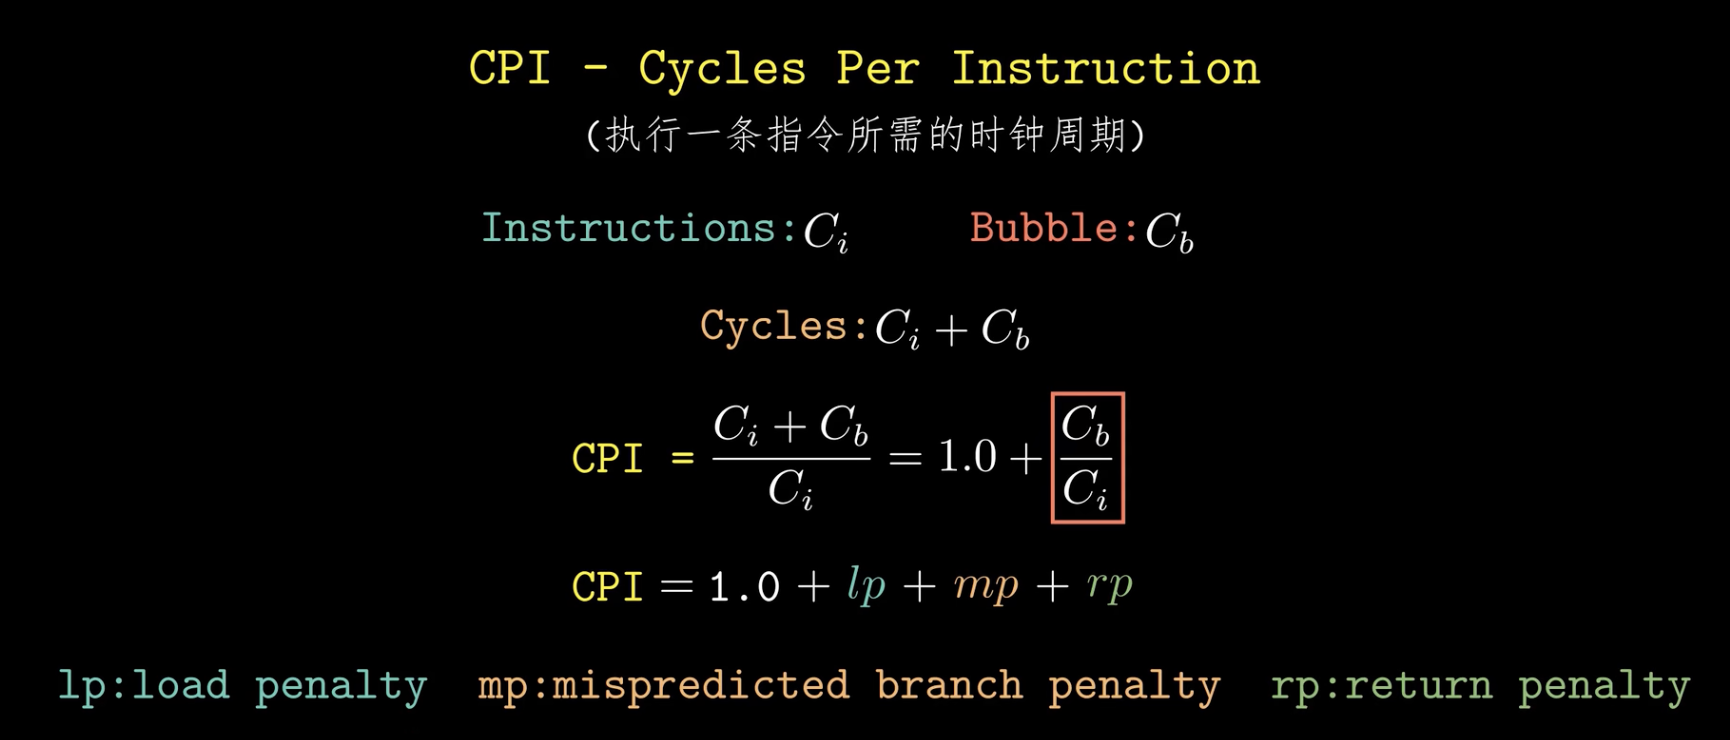 CPI - Cycles Per Instruction
(执行一条指令所需的时钟周期)
Instructions: C_i Bubble: C_b
Cycles: C_i + C_b
CPI = \frac{C_i + C_b}{C_i} = 1.0 + \frac{C_b}{C_i}
CPI = 1.0 + lp + mp + rp
lp:load penalty mp:mispredicted branch penalty rp:return penalty